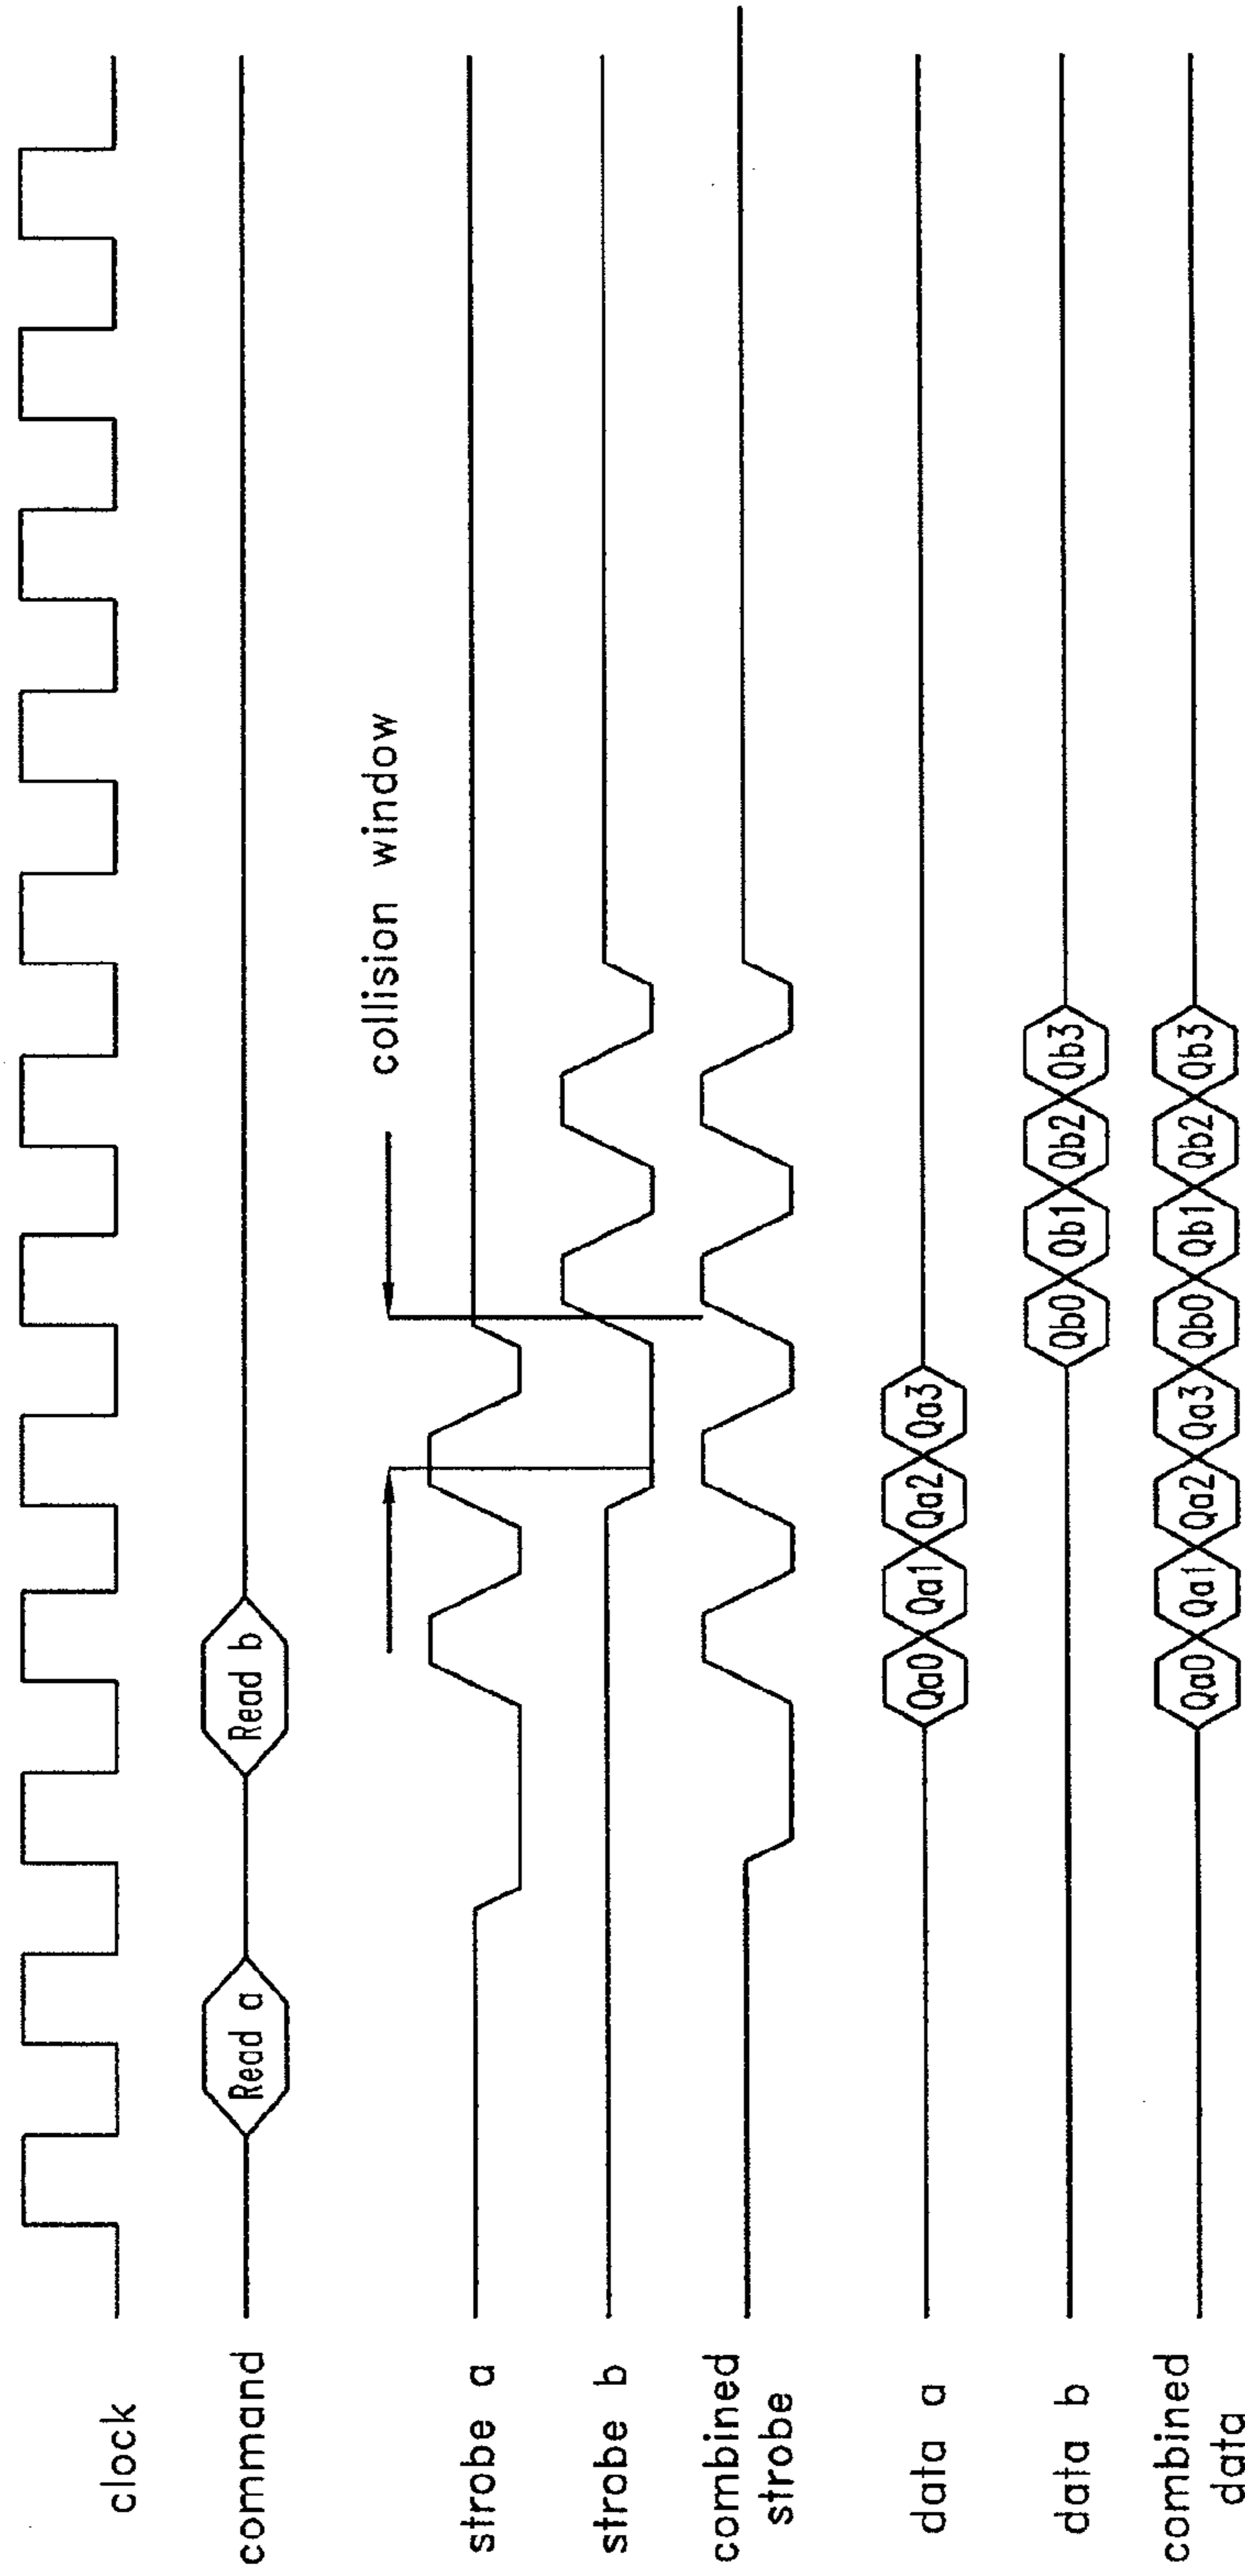 clock
command
Read a
Read b
collision window
strobe a
strobe b
combined
strobe
data a
Qa0 Qa1 Qa2 Qa3
data b
Qb0 Qb1 Qb2 Qb3
combined
data
Qa0 Qa1 Qa2 Qa3 Qb0 Qb1 Qb2 Qb3